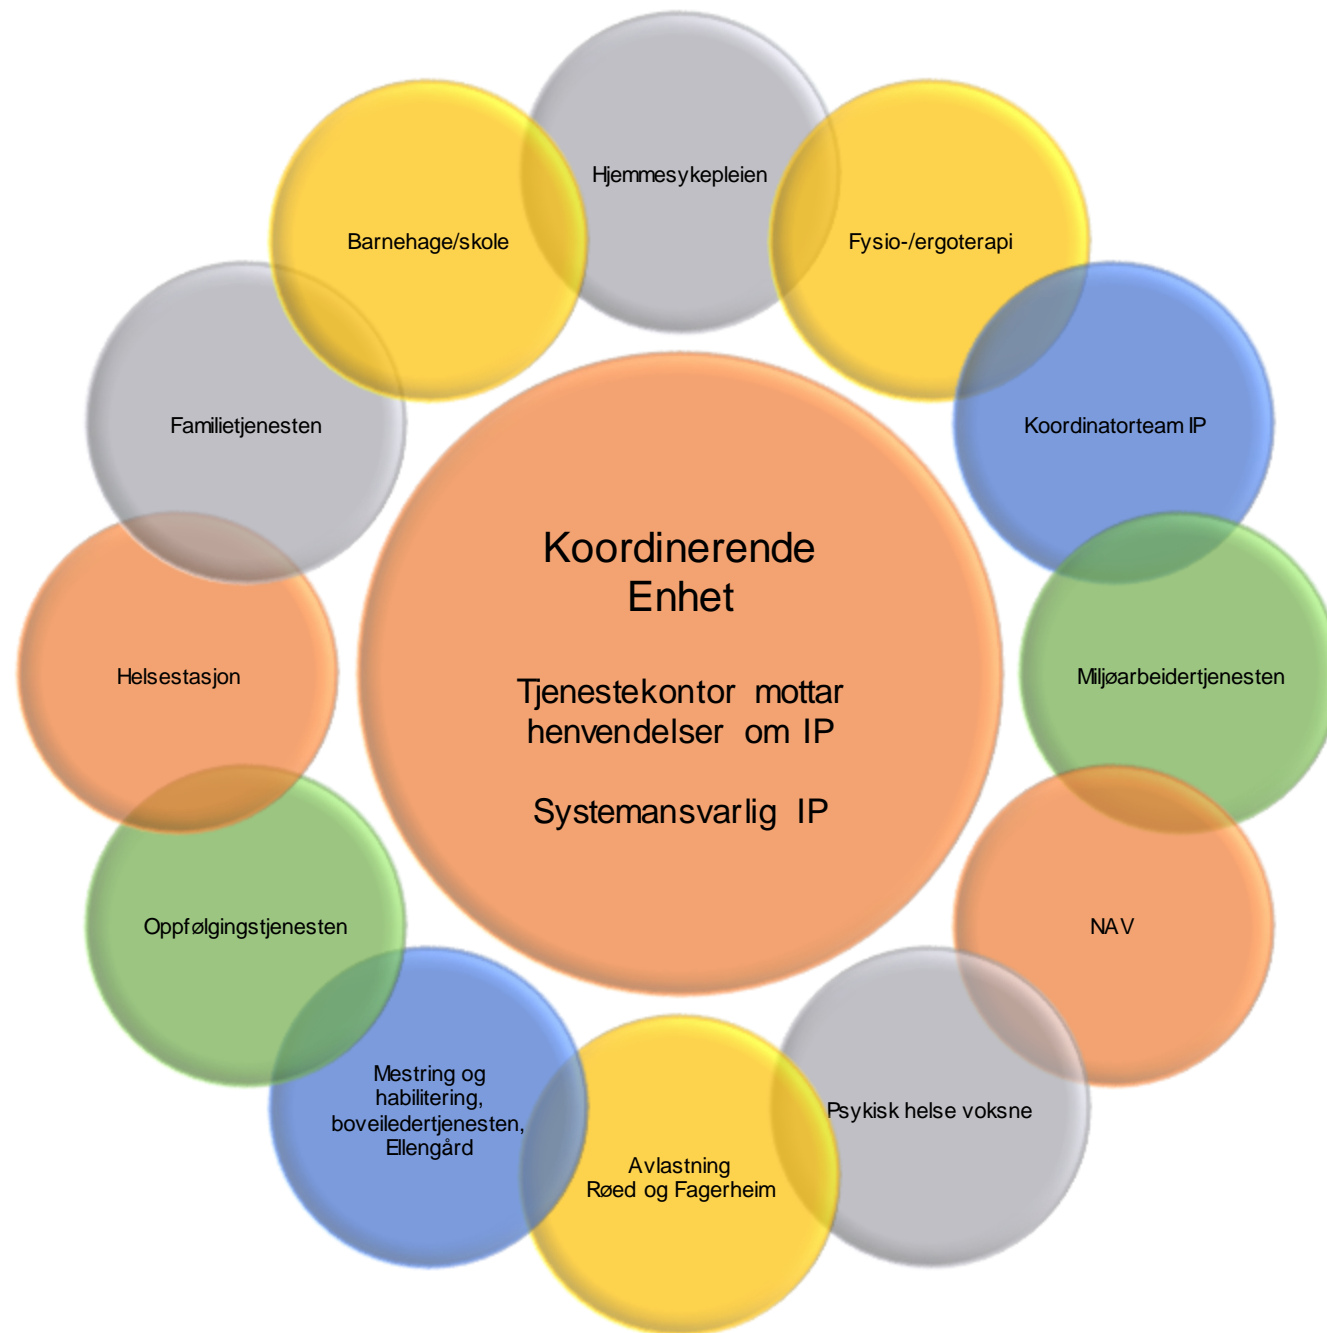 Hjemmesykepleien
Fysio-/ergoterapi
Koordinatorteam IP
Miljøarbeidertjenesten
NAV
Psykisk helse voksne
Avlastning
Røed og Fagerheim
Mestring og
habilitering,
boveiledertjenesten,
Ellengård
Oppfølgingstjenesten
Helsestasjon
Familietjenesten
Barnehage/skole
Koordinerende
Enhet
Tjenestekontor mottar
henvendelser om IP
Systemansvarlig IP